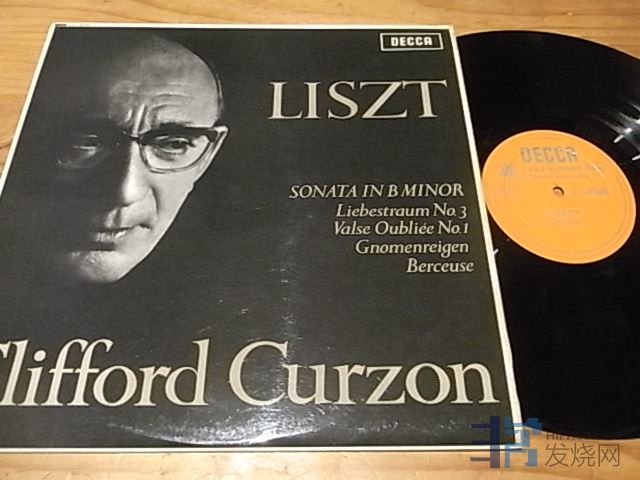 DECCA
LISZT
SONATA IN B MINOR
Liebestraum No. 3
Valse Oubliée No. 1
Gnomenreigen
Berceuse
Clifford Curzon
DECCA
发烧网